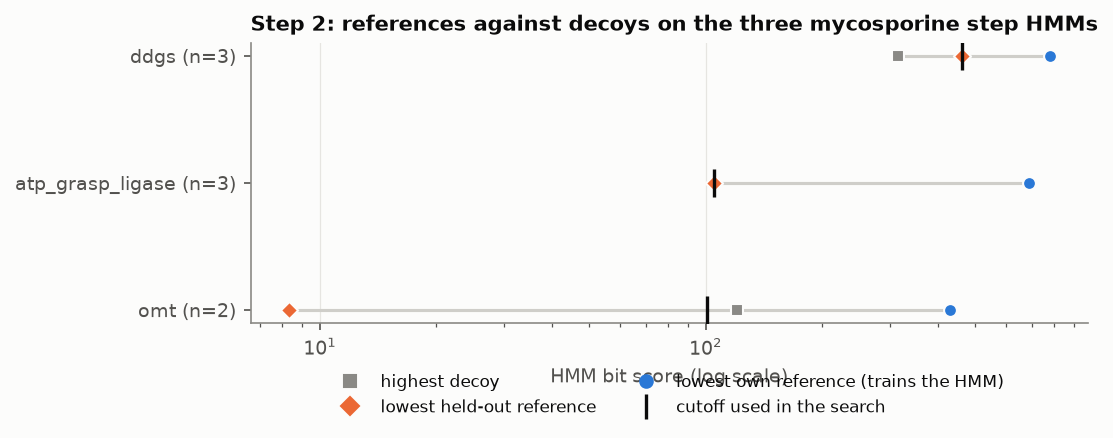 Step 2: references against decoys on the three mycosporine step HMMs
ddgs (n=3)
atp_grasp_ligase (n=3)
omt (n=2)
10¹
10²
HMM bit score (log scale)
highest decoy
lowest own reference (trains the HMM)
lowest held-out reference
cutoff used in the search